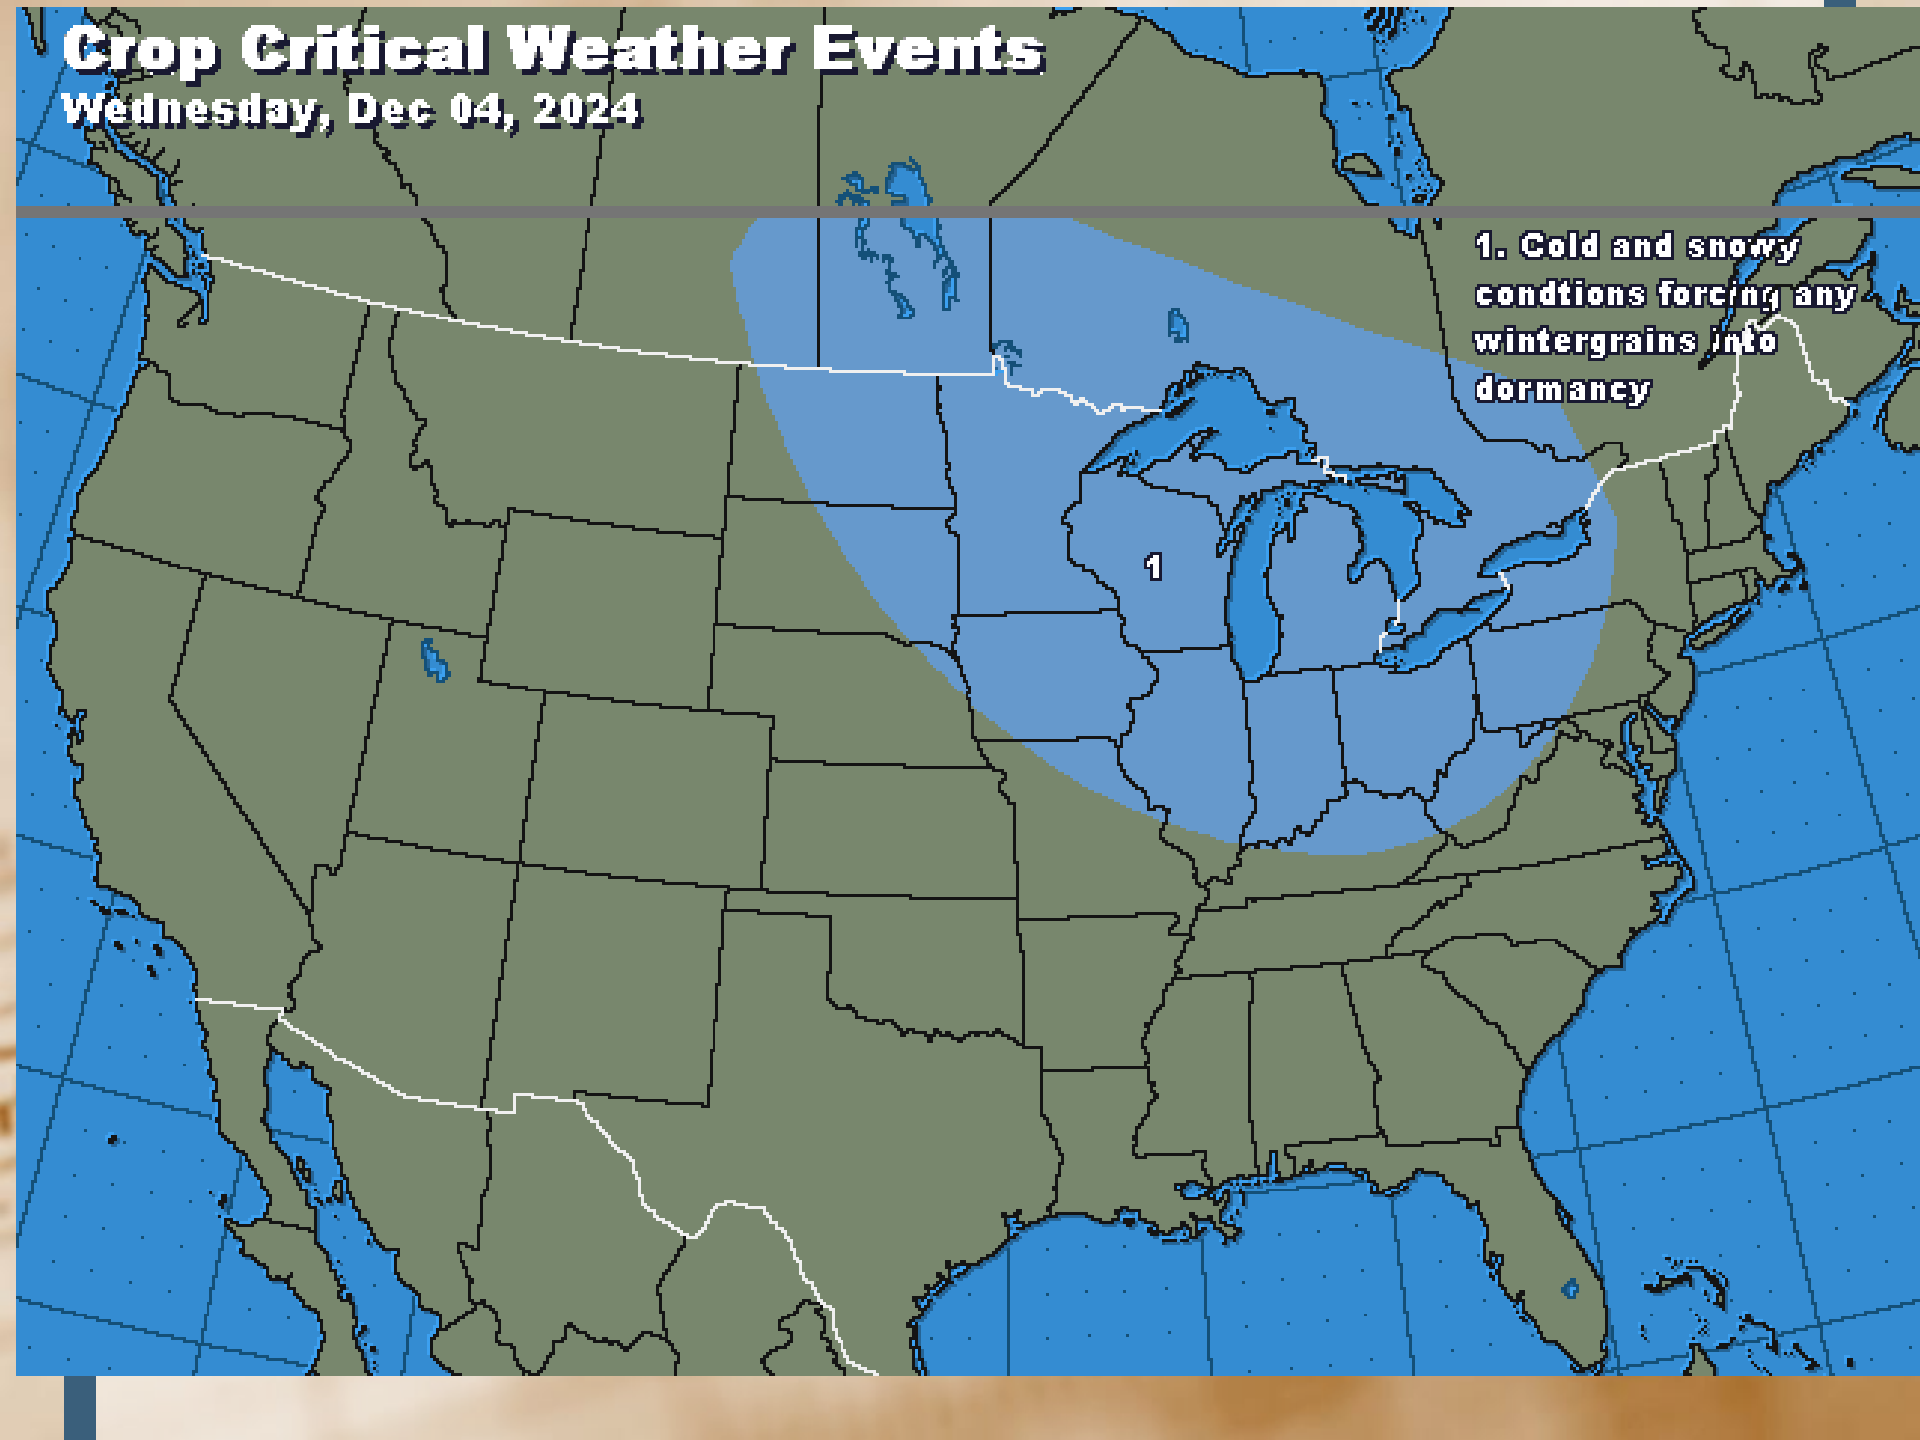 Crop Critical Weather Events
Wednesday, Dec 04, 2024
1. Cold and snowy
condtions forcing any
wintergrains into
dormancy
1